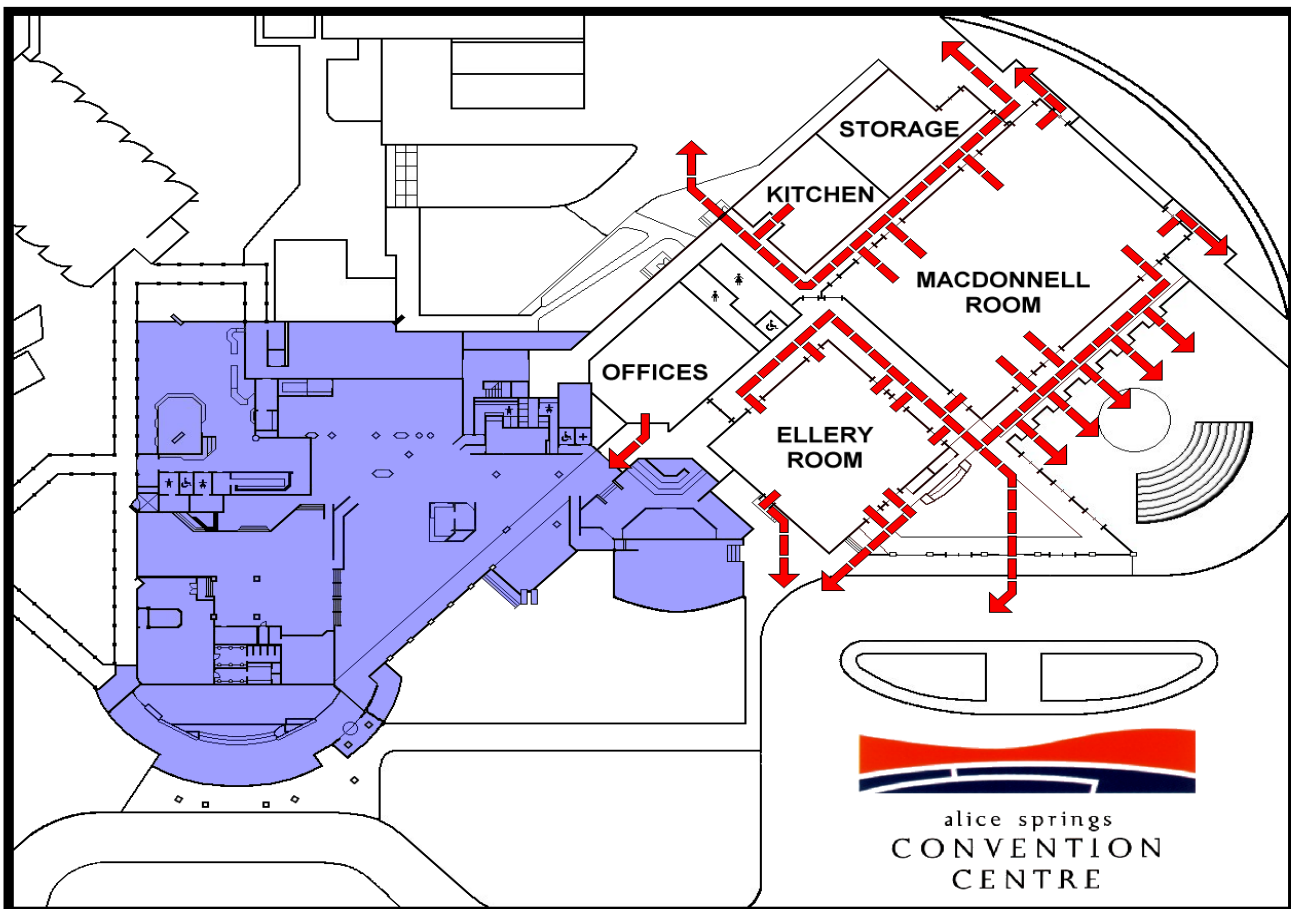 STORAGE
KITCHEN
MACDONNELL
ROOM
OFFICES
ELLERY
ROOM
alice springs
CONVENTION
CENTRE